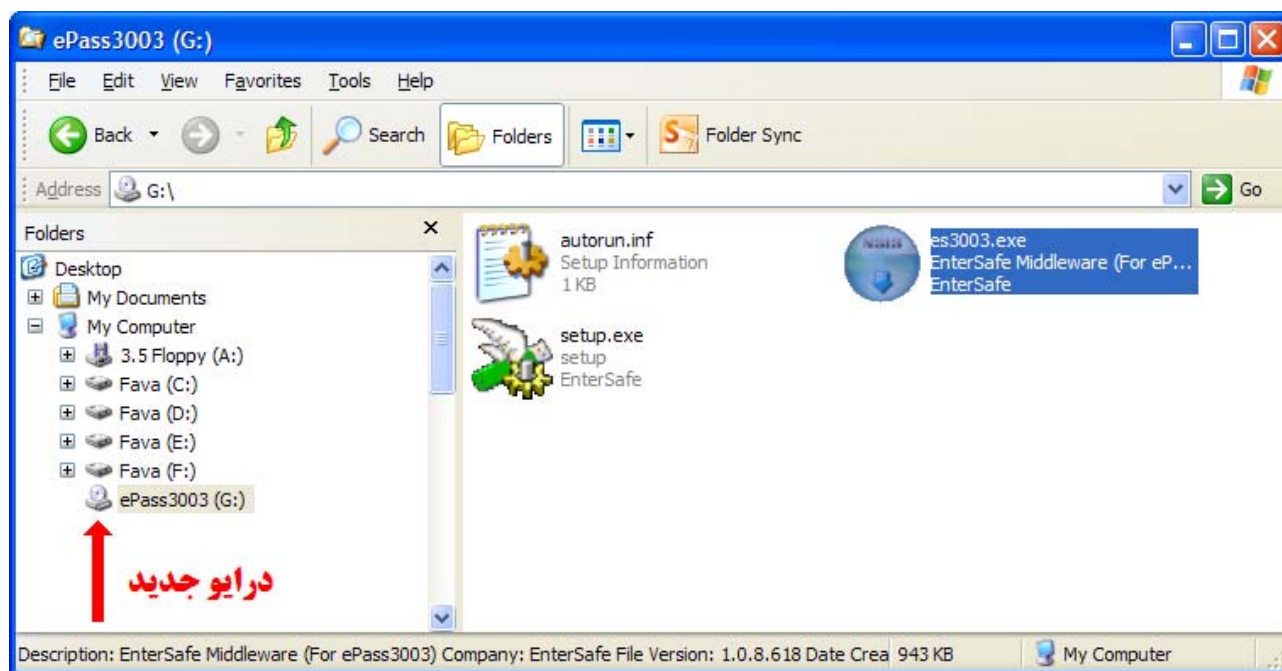 ePass3003 (G:)
File Edit View Favorites Tools Help
Back Search Folders Folder Sync
Address G:\ Go
Folders
Desktop
My Documents
My Computer
3.5 Floppy (A:)
Fava (C:)
Fava (D:)
Fava (E:)
Fava (F:)
ePass3003 (G:)
درایو جدید
autorun.inf
Setup Information
1 KB
NSIS
es3003.exe
EnterSafe Middleware (For eP...
EnterSafe
setup.exe
setup
EnterSafe
Description: EnterSafe Middleware (For ePass3003) Company: EnterSafe File Version: 1.0.8.618 Date Crea 943 KB My Computer